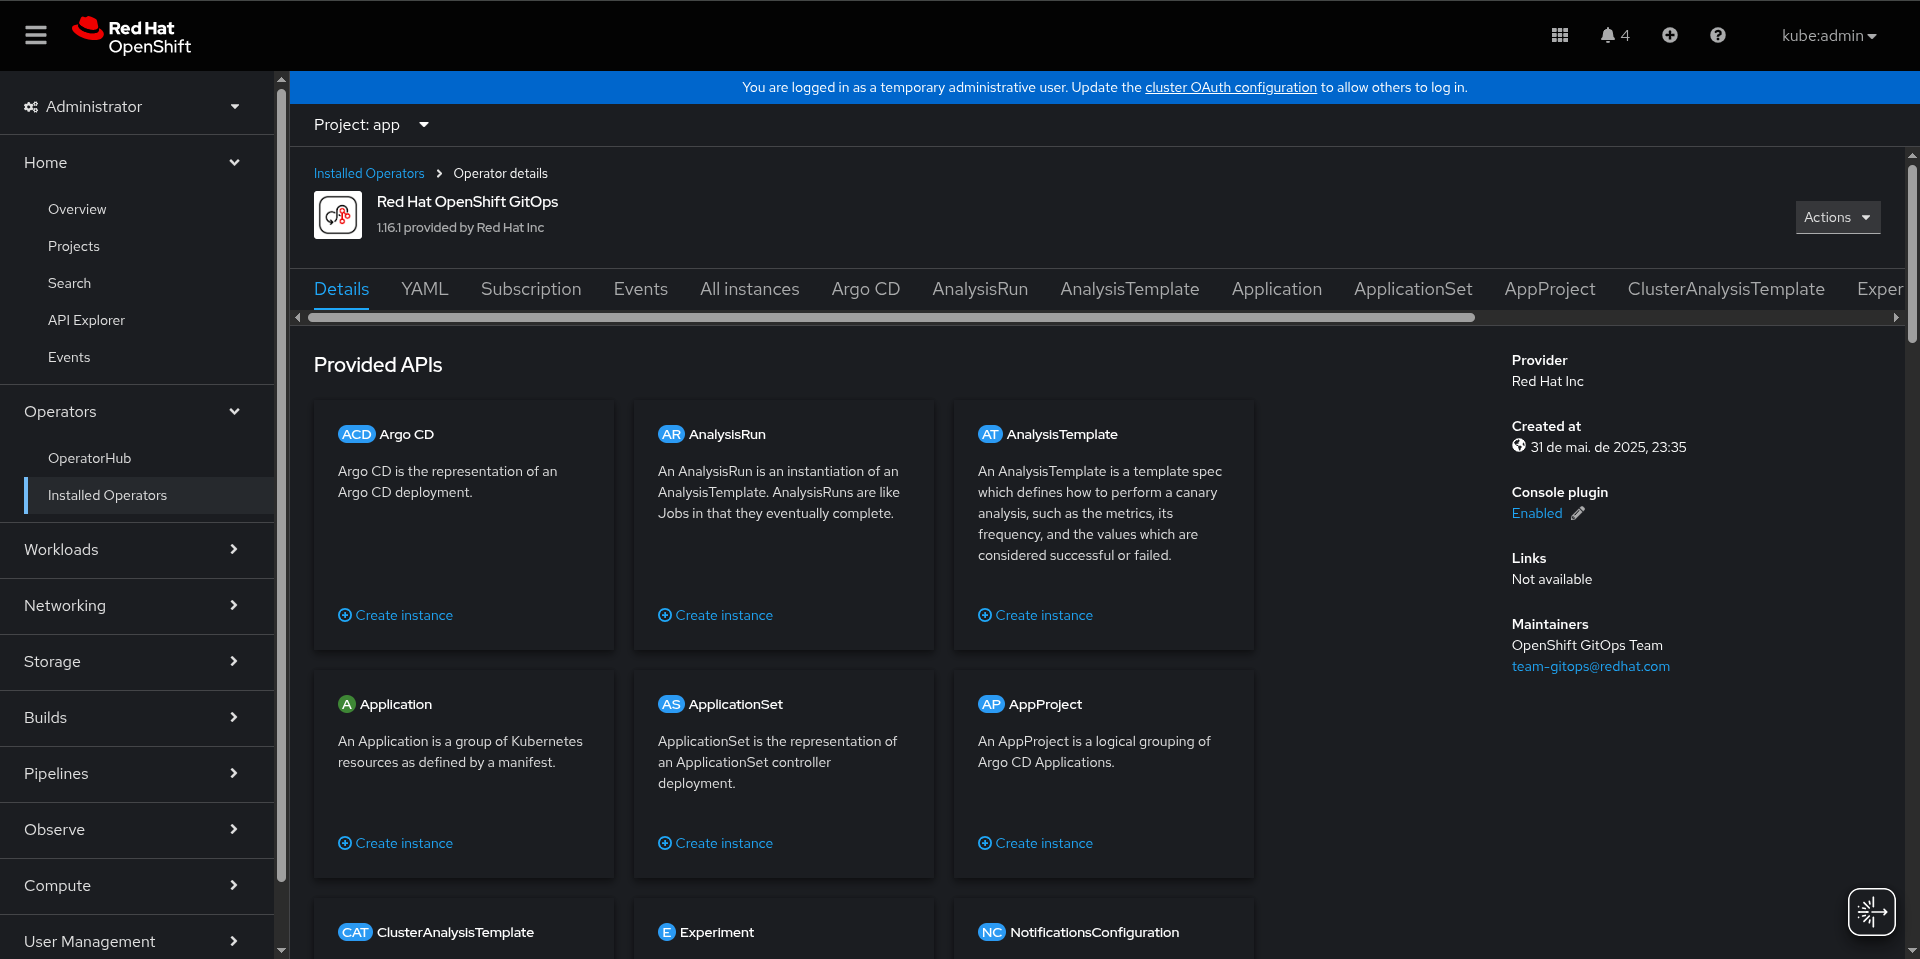 Red Hat
OpenShift
4
kube:admin
Administrator
Home
Overview
Projects
Search
API Explorer
Events
Operators
OperatorHub
Installed Operators
Workloads
Networking
Storage
Builds
Pipelines
Observe
Compute
User Management
You are logged in as a temporary administrative user. Update the cluster OAuth configuration to allow others to log in.
Project: app
Installed Operators > Operator details
Red Hat OpenShift GitOps
1.16.1 provided by Red Hat Inc
Actions
Details YAML Subscription Events All instances Argo CD AnalysisRun AnalysisTemplate Application ApplicationSet AppProject ClusterAnalysisTemplate Exper
Provided APIs
ACD Argo CD
Argo CD is the representation of an
Argo CD deployment.
Create instance
AR AnalysisRun
An AnalysisRun is an instantiation of an
AnalysisTemplate. AnalysisRuns are like
Jobs in that they eventually complete.
Create instance
AT AnalysisTemplate
An AnalysisTemplate is a template spec
which defines how to perform a canary
analysis, such as the metrics, its
frequency, and the values which are
considered successful or failed.
Create instance
A Application
An Application is a group of Kubernetes
resources as defined by a manifest.
Create instance
AS ApplicationSet
ApplicationSet is the representation of
an ApplicationSet controller
deployment.
Create instance
AP AppProject
An AppProject is a logical grouping of
Argo CD Applications.
Create instance
CAT ClusterAnalysisTemplate
E Experiment
NC NotificationsConfiguration
Provider
Red Hat Inc
Created at
31 de mai. de 2025, 23:35
Console plugin
Enabled
Links
Not available
Maintainers
OpenShift GitOps Team
team-gitops@redhat.com